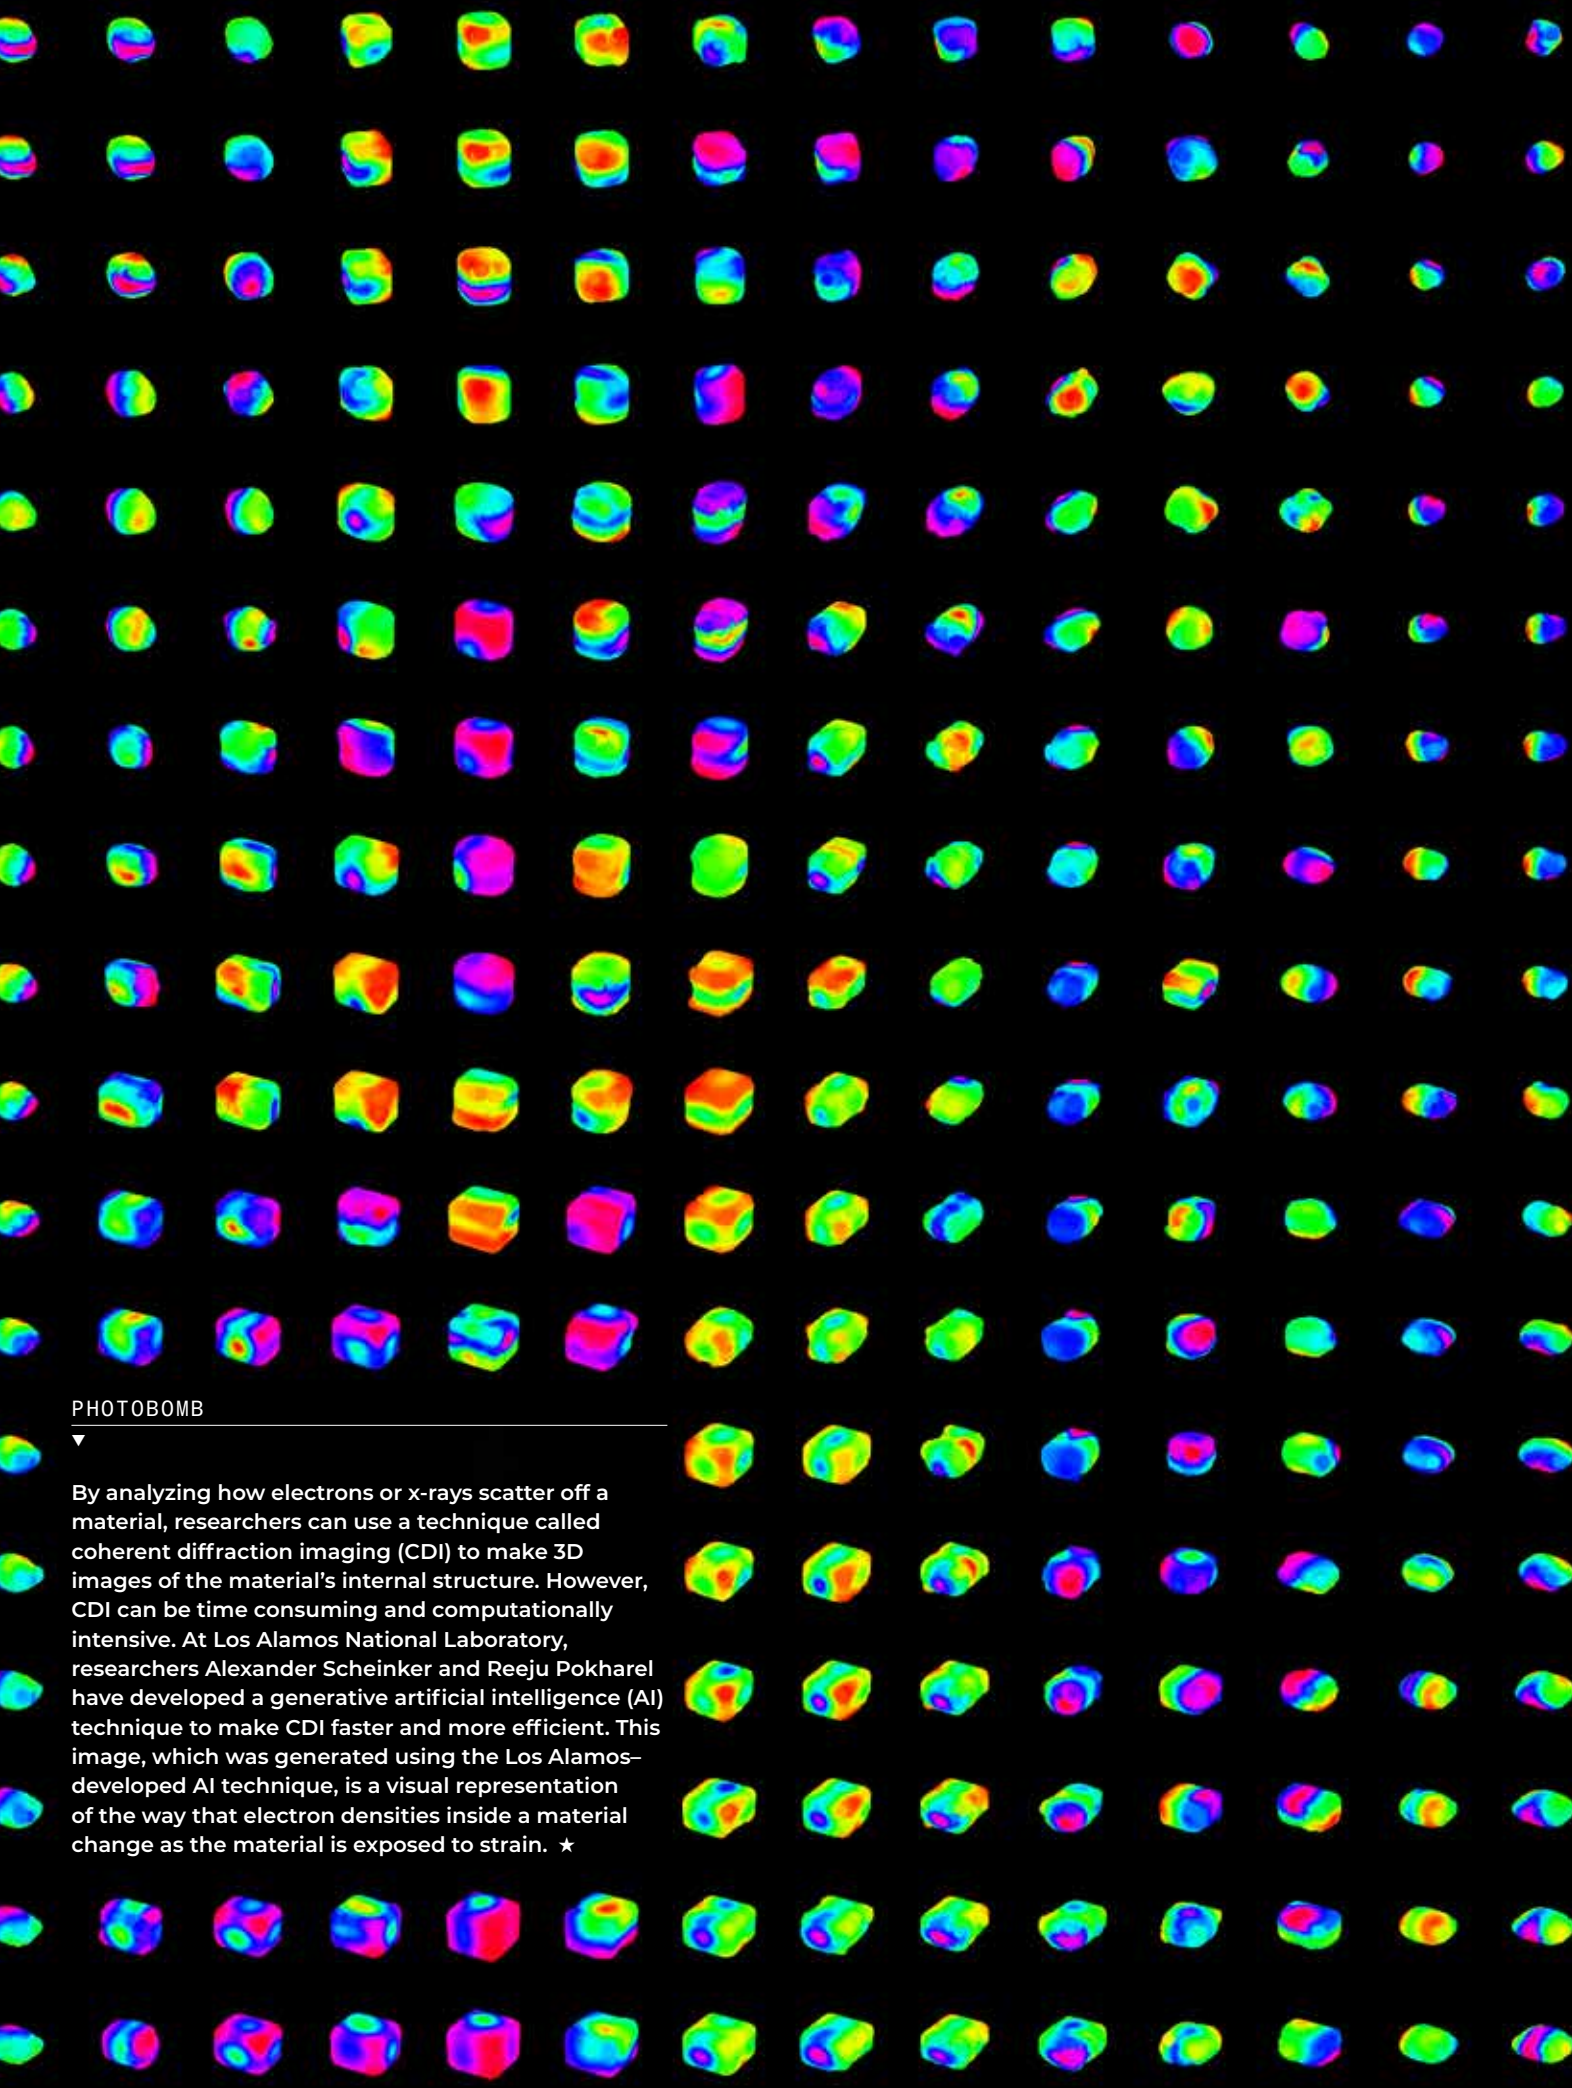 PHOTOBOMB
By analyzing how electrons or x-rays scatter off a
material, researchers can use a technique called
coherent diffraction imaging (CDI) to make 3D
images of the material’s internal structure. However,
CDI can be time consuming and computationally
intensive. At Los Alamos National Laboratory,
researchers Alexander Scheinker and Reeju Pokharel
have developed a generative artificial intelligence (AI)
technique to make CDI faster and more efficient. This
image, which was generated using the Los Alamos–
developed AI technique, is a visual representation
of the way that electron densities inside a material
change as the material is exposed to strain. ★